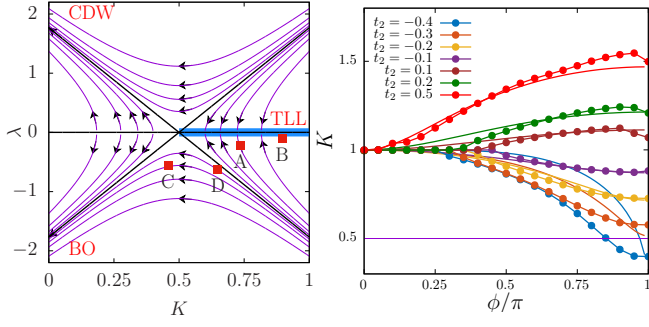 CDW
TLL
A
B
C
D
BO
λ
2
1
0
−1
−2
0
0.25
0.5
0.75
1
K
t₂ = −0.4
t₂ = −0.3
t₂ = −0.2
t₂ = −0.1
t₂ = 0.1
t₂ = 0.2
t₂ = 0.5
K
1.5
1
0.5
0
0.25
0.5
0.75
1
ϕ/π